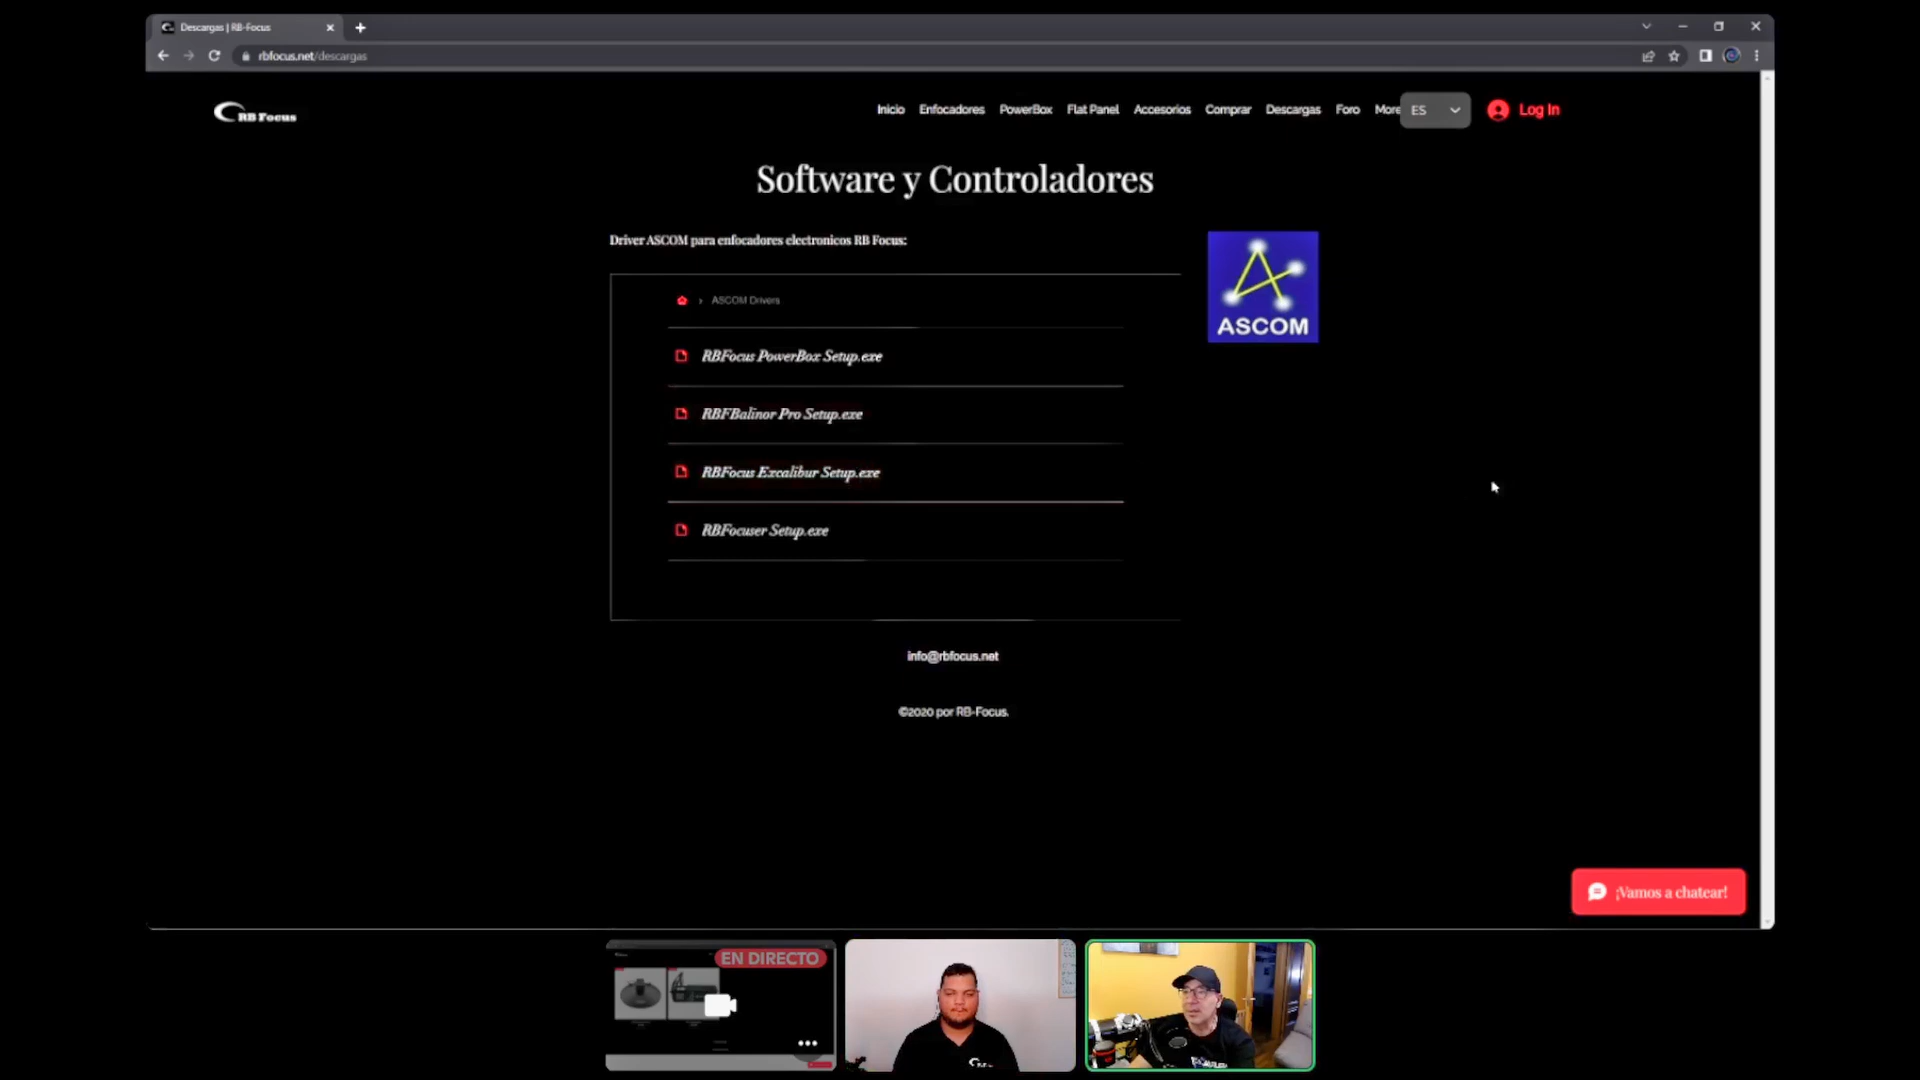 Descargas | RB-Focus
rbfocus.net/descargas
RB Focus
Inicio Enfocadores PowerBox Flat Panel Accesorios Comprar Descargas Foro More
ES
Log In
Software y Controladores
Driver ASCOM para enfocadores electronicos RB Focus:
ASCOM
ASCOM Drivers
RBFocus PowerBox Setup.exe
RBFBalinor Pro Setup.exe
RBFocus Excalibur Setup.exe
RBFocuser Setup.exe
info@rbfocus.net
©2020 por RB-Focus.
¡Vamos a chatear!
EN DIRECTO